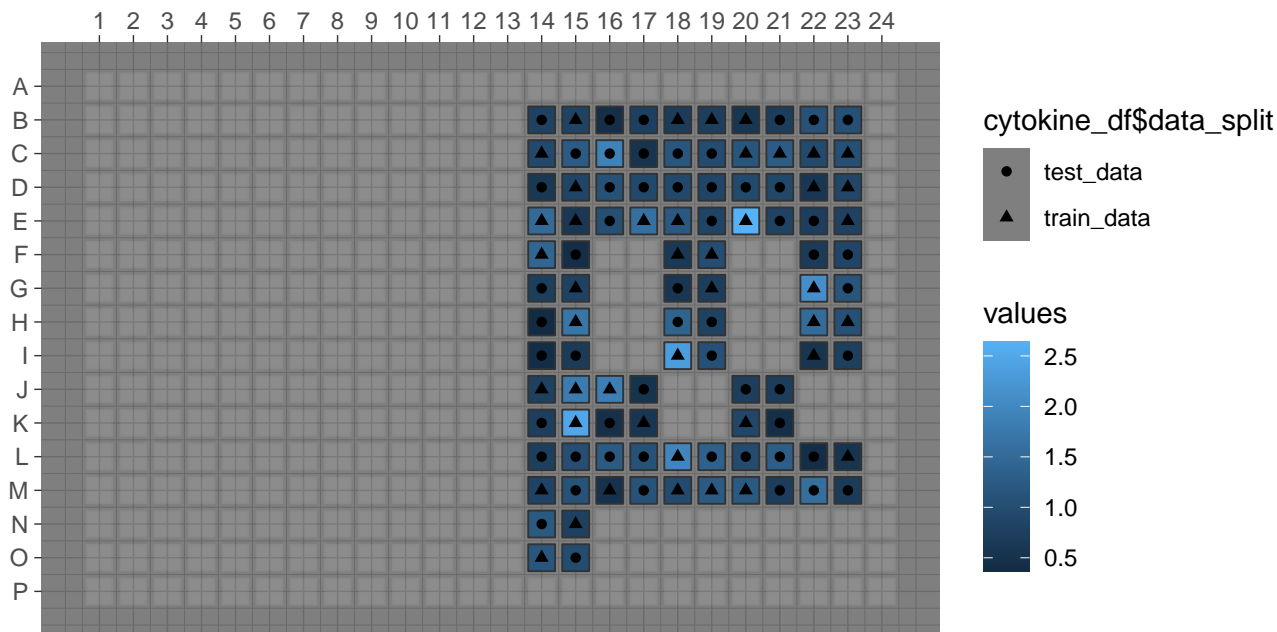 1 2 3 4 5 6 7 8 9 10 11 12 13 14 15 16 17 18 19 20 21 22 23 24
A
B
C
D
E
F
G
H
I
J
K
L
M
N
O
P
cytokine_df$data_split
test_data
train_data
values
2.5
2.0
1.5
1.0
0.5